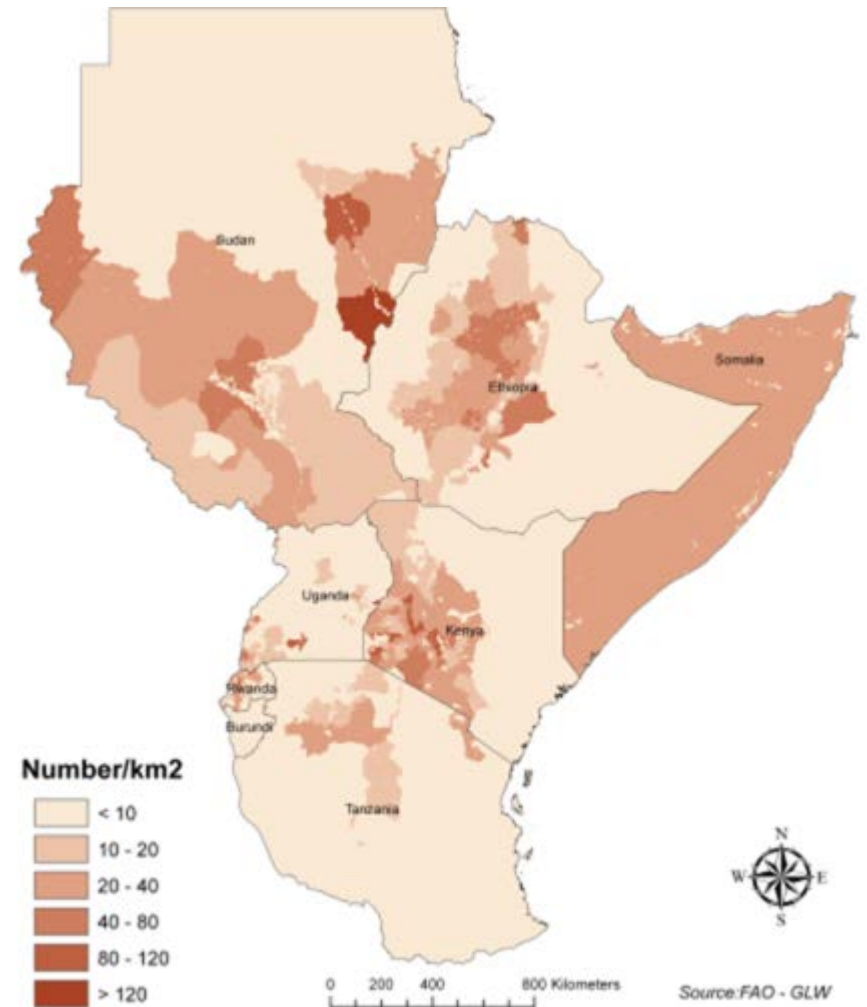 Sudan
Somalia
Ethiopia
Uganda
Kenya
Rwanda
Burundi
Tanzania
Number/km2
< 10
10 - 20
20 - 40
40 - 80
80 - 120
> 120
N
W E
S
0 200 400 800 Kilometers
Source:FAO - GLW